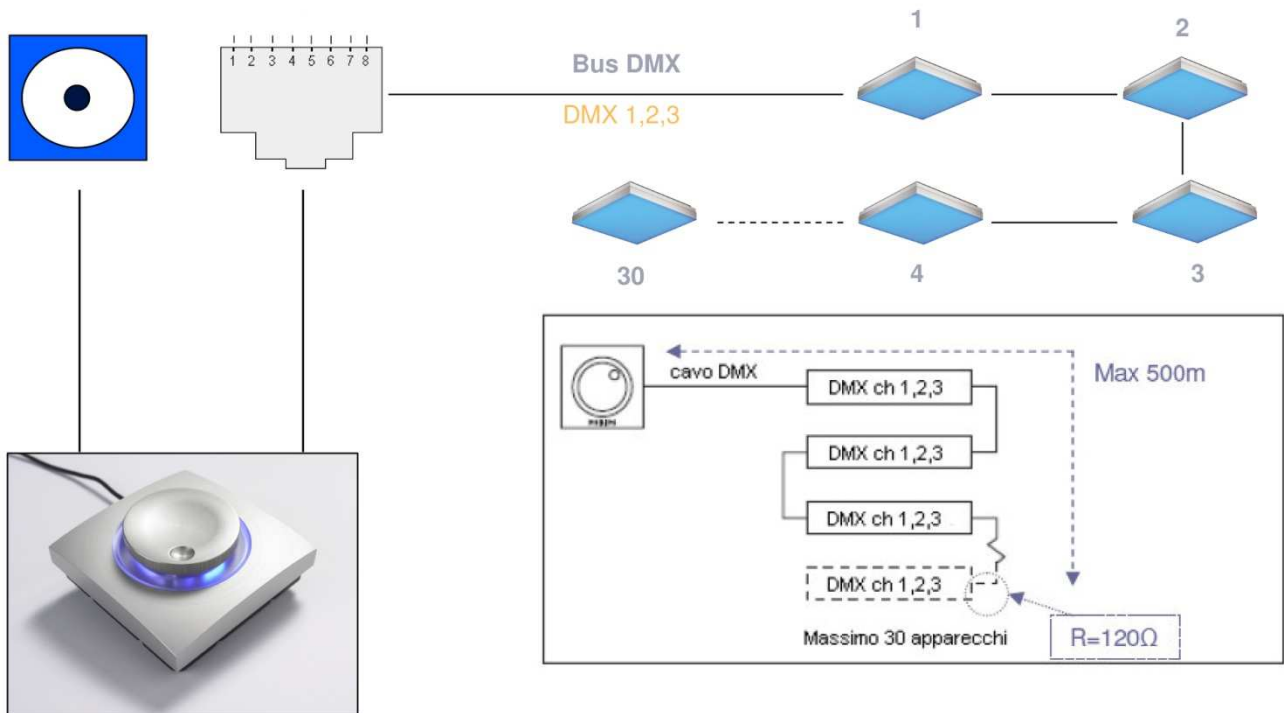 1 2 3 4 5 6 7 8
Bus DMX
DMX 1,2,3
1
2
30
4
3
cavo DMX
Max 500m
DMX ch 1,2,3
DMX ch 1,2,3
DMX ch 1,2,3
DMX ch 1,2,3
Massimo 30 apparecchi
R=120Ω